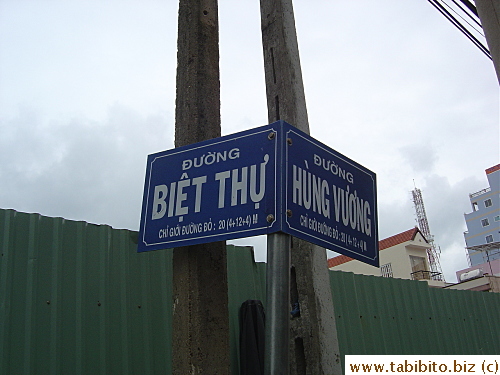 ĐƯỜNG
BIỆT THỰ
CHỈ GIỚI ĐƯỜNG ĐỎ : 20 (4+12+4) M
ĐƯỜNG
HÙNG VƯƠNG
CHỈ GIỚI ĐƯỜNG ĐỎ : 20 (4+12+4) M
www.tabibito.biz (c)